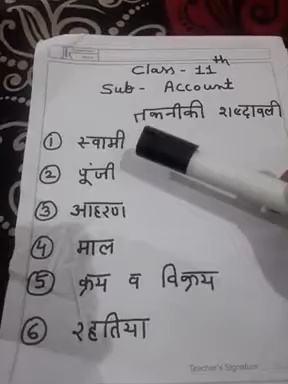 Class - 11th
Sub - Account
तकनीकी शब्दावली
① स्वामी
② पूंजी
③ आहरण
④ माल
⑤ क्रय व विक्रय
⑥ रहतिया
Teacher's Signature